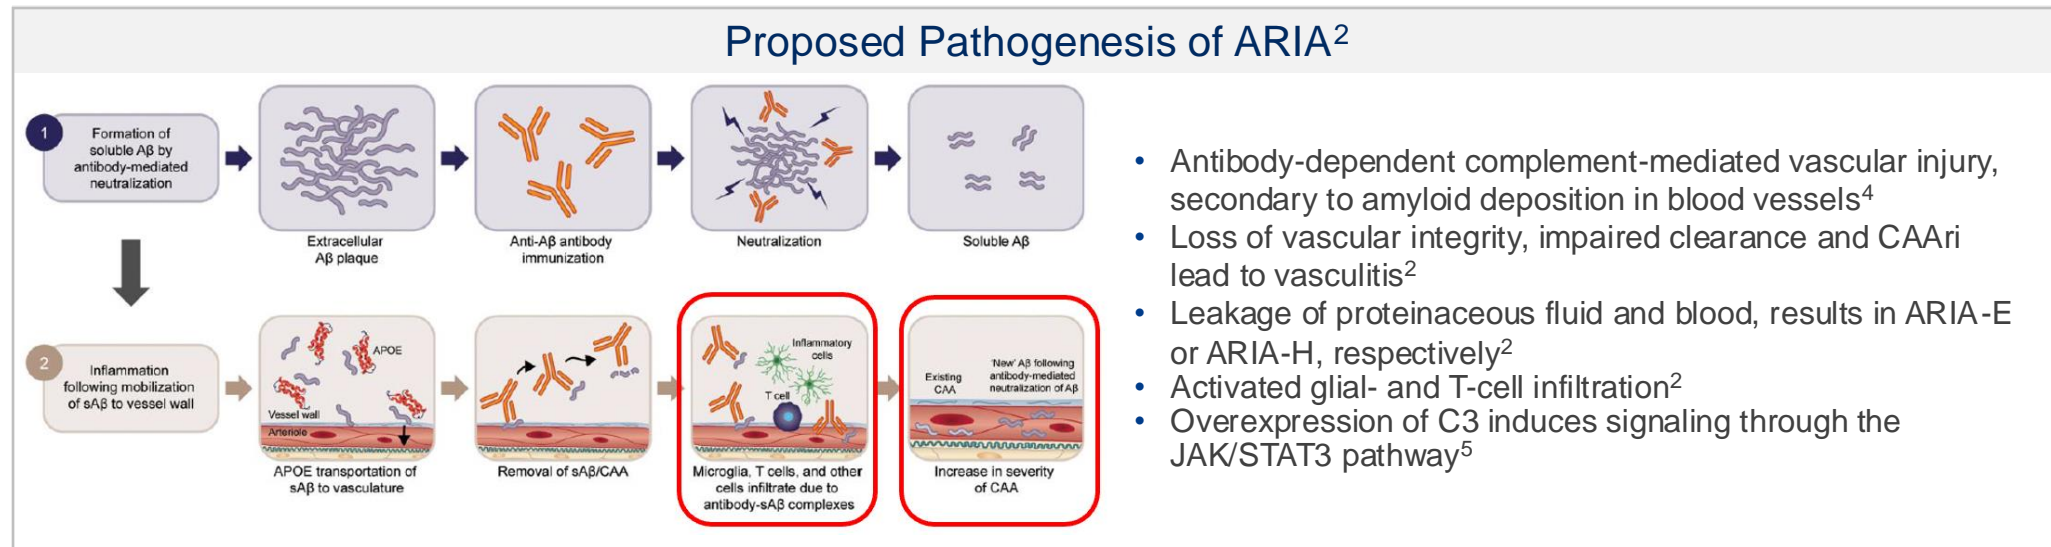 Proposed Pathogenesis of ARIA²
1
Formation of
soluble Aβ by
antibody-mediated
neutralization
Extracellular
Aβ plaque
Anti-Aβ antibody
immunization
Neutralization
Soluble Aβ
2
Inflammation
following mobilization
of sAβ to vessel wall
APOE
Vessel wall
Arteriole
APOE transportation of
sAβ to vasculature
Removal of sAβ/CAA
Inflammatory
cells
T cell
Microglia, T cells, and other
cells infiltrate due to
antibody-sAβ complexes
Existing
CAA
'New' Aβ following
antibody-mediated
neutralization of Aβ
Increase in severity
of CAA
• Antibody-dependent complement-mediated vascular injury,
secondary to amyloid deposition in blood vessels⁴
• Loss of vascular integrity, impaired clearance and CAAri
lead to vasculitis²
• Leakage of proteinaceous fluid and blood, results in ARIA-E
or ARIA-H, respectively²
• Activated glial- and T-cell infiltration²
• Overexpression of C3 induces signaling through the
JAK/STAT3 pathway⁵